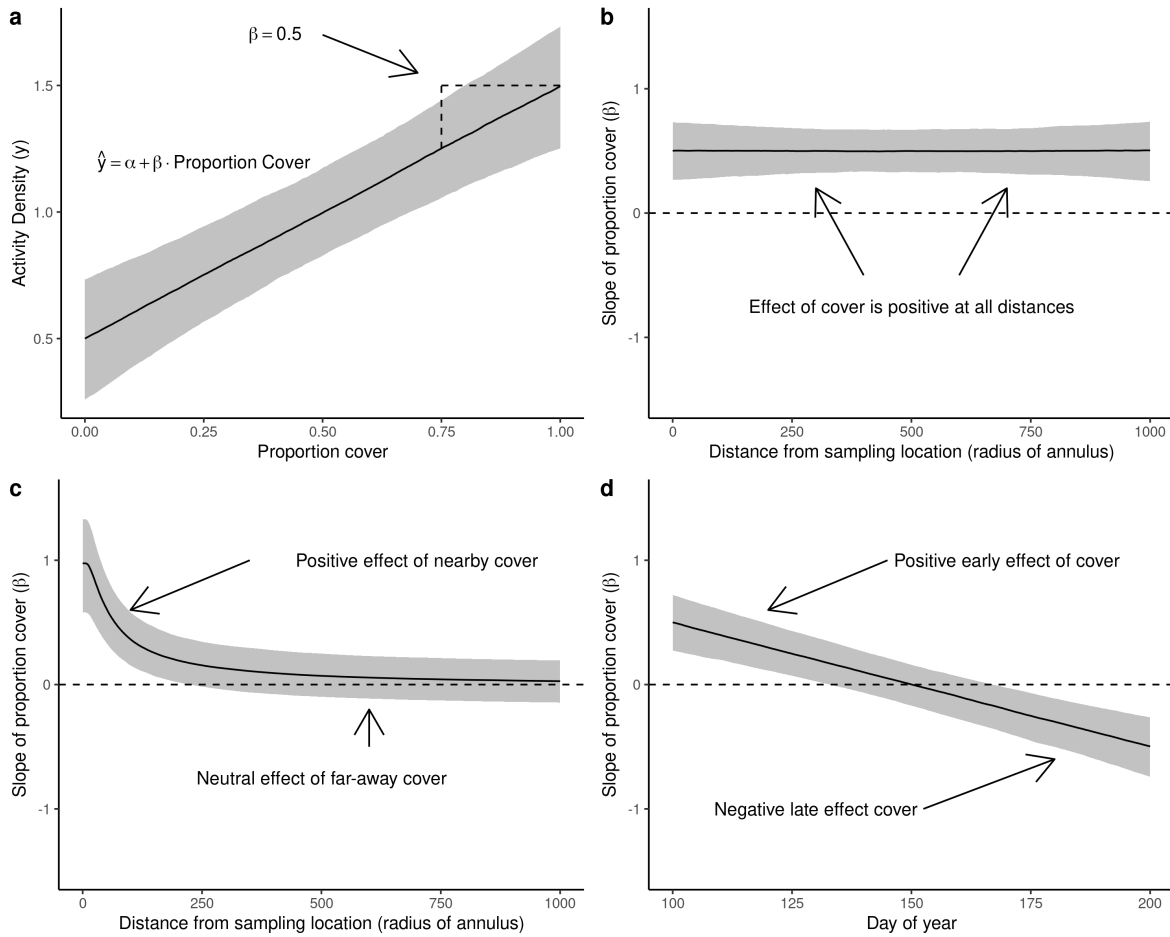 a
β = 0.5
ŷ = α + β · Proportion Cover
Activity Density (y)
1.5
1.0
0.5
0.00 0.25 0.50 0.75 1.00
Proportion cover
b
Slope of proportion cover (β)
1
0
-1
Effect of cover is positive at all distances
0 250 500 750 1000
Distance from sampling location (radius of annulus)
c
Slope of proportion cover (β)
1
0
-1
Positive effect of nearby cover
Neutral effect of far-away cover
0 250 500 750 1000
Distance from sampling location (radius of annulus)
d
Slope of proportion cover (β)
1
0
-1
Positive early effect of cover
Negative late effect cover
100 125 150 175 200
Day of year